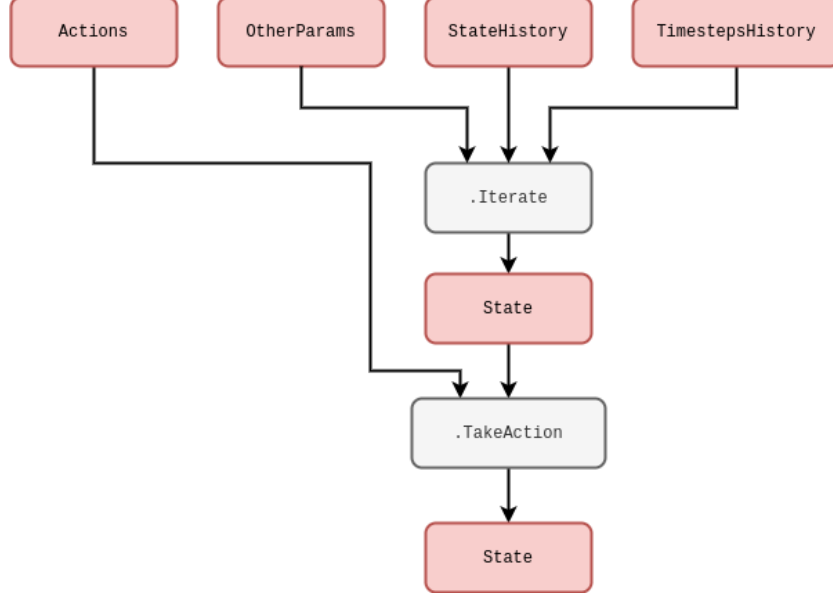 Actions
OtherParams
StateHistory
TimestepsHistory
.Iterate
State
.TakeAction
State